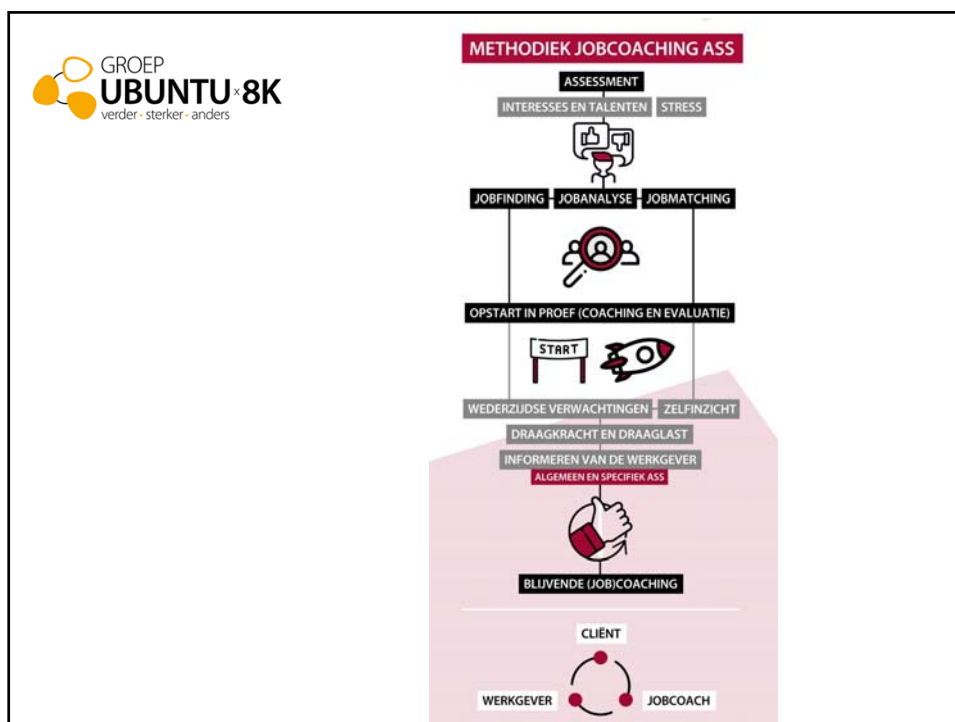 GROEP
UBUNTU x 8K
verder · sterker · anders
METHODIEK JOBCOACHING ASS
ASSESSMENT
INTERESSES EN TALENTEN STRESS
JOBFINDING JOBANALYSE JOBMATCHING
OPSTART IN PROEF (COACHING EN EVALUATIE)
START
WEDERZIJDSE VERWACHTINGEN ZELFINZICHT
DRAAGKRACHT EN DRAAGLAST
INFORMEREN VAN DE WERKGEVER
ALGEMEEN EN SPECIFIEK ASS
BLIJVENDE (JOB)COACHING
CLIËNT
WERKGEVER JOBCOACH